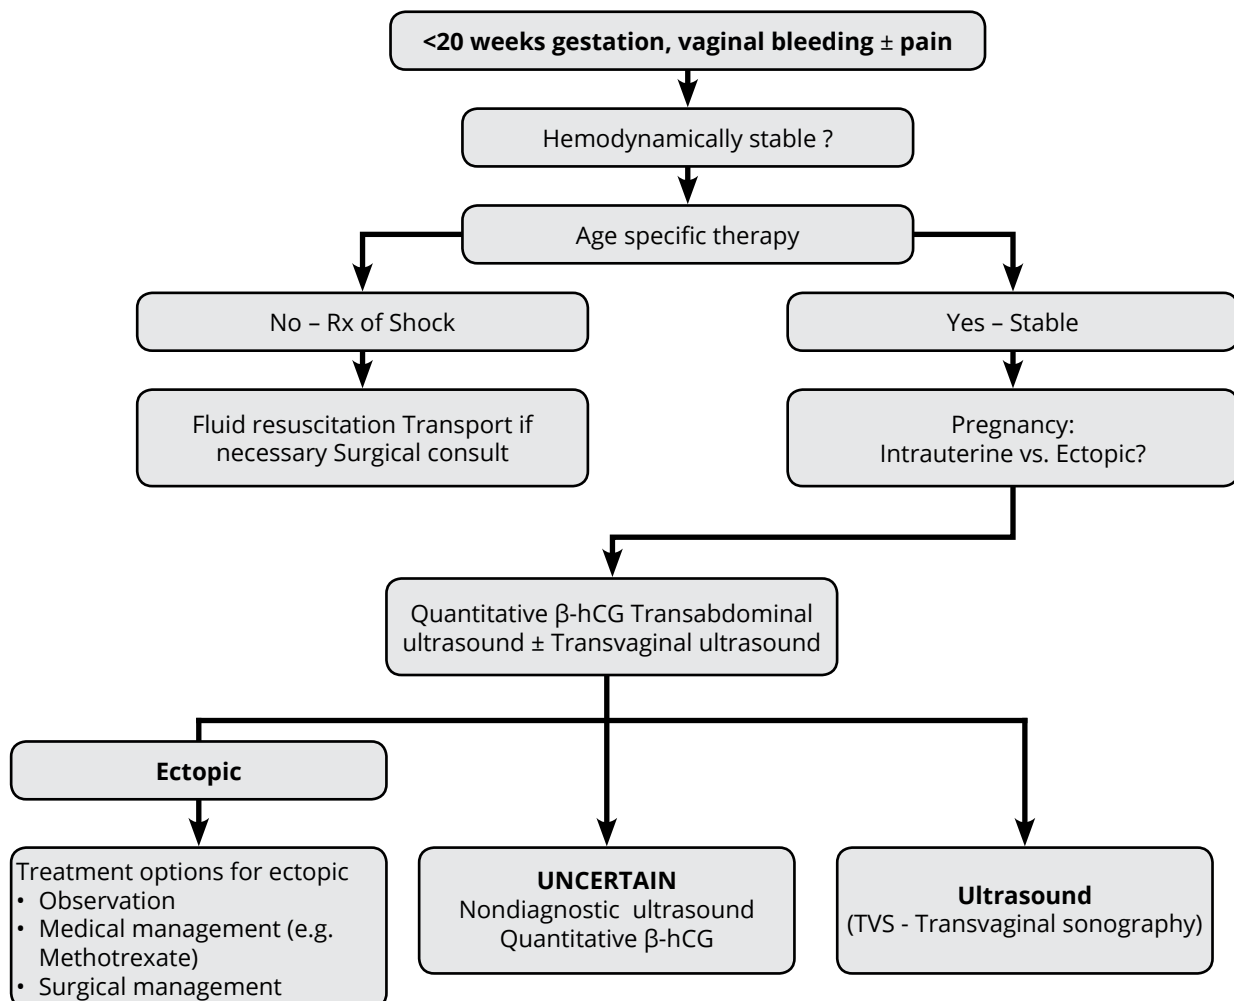 <20 weeks gestation, vaginal bleeding ± pain
Hemodynamically stable ?
Age specific therapy
No – Rx of Shock
Yes – Stable
Fluid resuscitation Transport if
necessary Surgical consult
Pregnancy:
Intrauterine vs. Ectopic?
Quantitative β-hCG Transabdominal
ultrasound ± Transvaginal ultrasound
Ectopic
Treatment options for ectopic
• Observation
• Medical management (e.g.
Methotrexate)
• Surgical management
UNCERTAIN
Nondiagnostic ultrasound
Quantitative β-hCG
Ultrasound
(TVS - Transvaginal sonography)